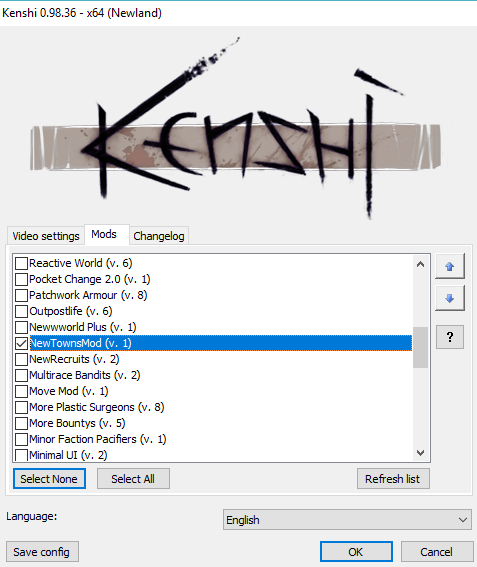 Kenshi 0.98.36 - x64 (Newland)
KENSHI
Video settings Mods Changelog
Reactive World (v. 6)
Pocket Change 2.0 (v. 1)
Patchwork Armour (v. 8)
Outpostlife (v. 6)
Newwworld Plus (v. 1)
NewTownsMod (v. 1)
NewRecruits (v. 2)
Multirace Bandits (v. 2)
Move Mod (v. 1)
More Plastic Surgeons (v. 8)
More Bountys (v. 5)
Minor Faction Pacifiers (v. 1)
Minimal UI (v. 2)
?
Select None Select All Refresh list
Language: English
Save config OK Cancel